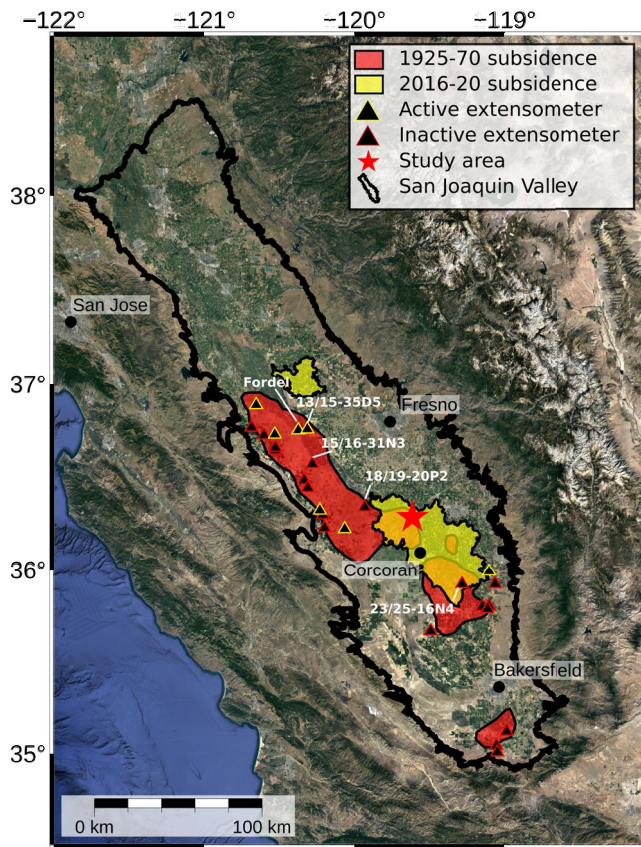 −122° −121° −120° −119°
1925-70 subsidence
2016-20 subsidence
Active extensometer
Inactive extensometer
Study area
San Joaquin Valley
38°
San Jose
37°
Fordel
13/15-35D5
Fresno
15/16-31N3
18/19-20P2
36°
Corcoran
23/25-16N4
Bakersfield
35°
0 km 100 km